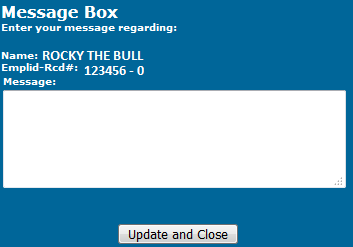 Message Box
Enter your message regarding:
Name: ROCKY THE BULL
Emplid-Rcd#: 123456 - 0
Message:
Update and Close